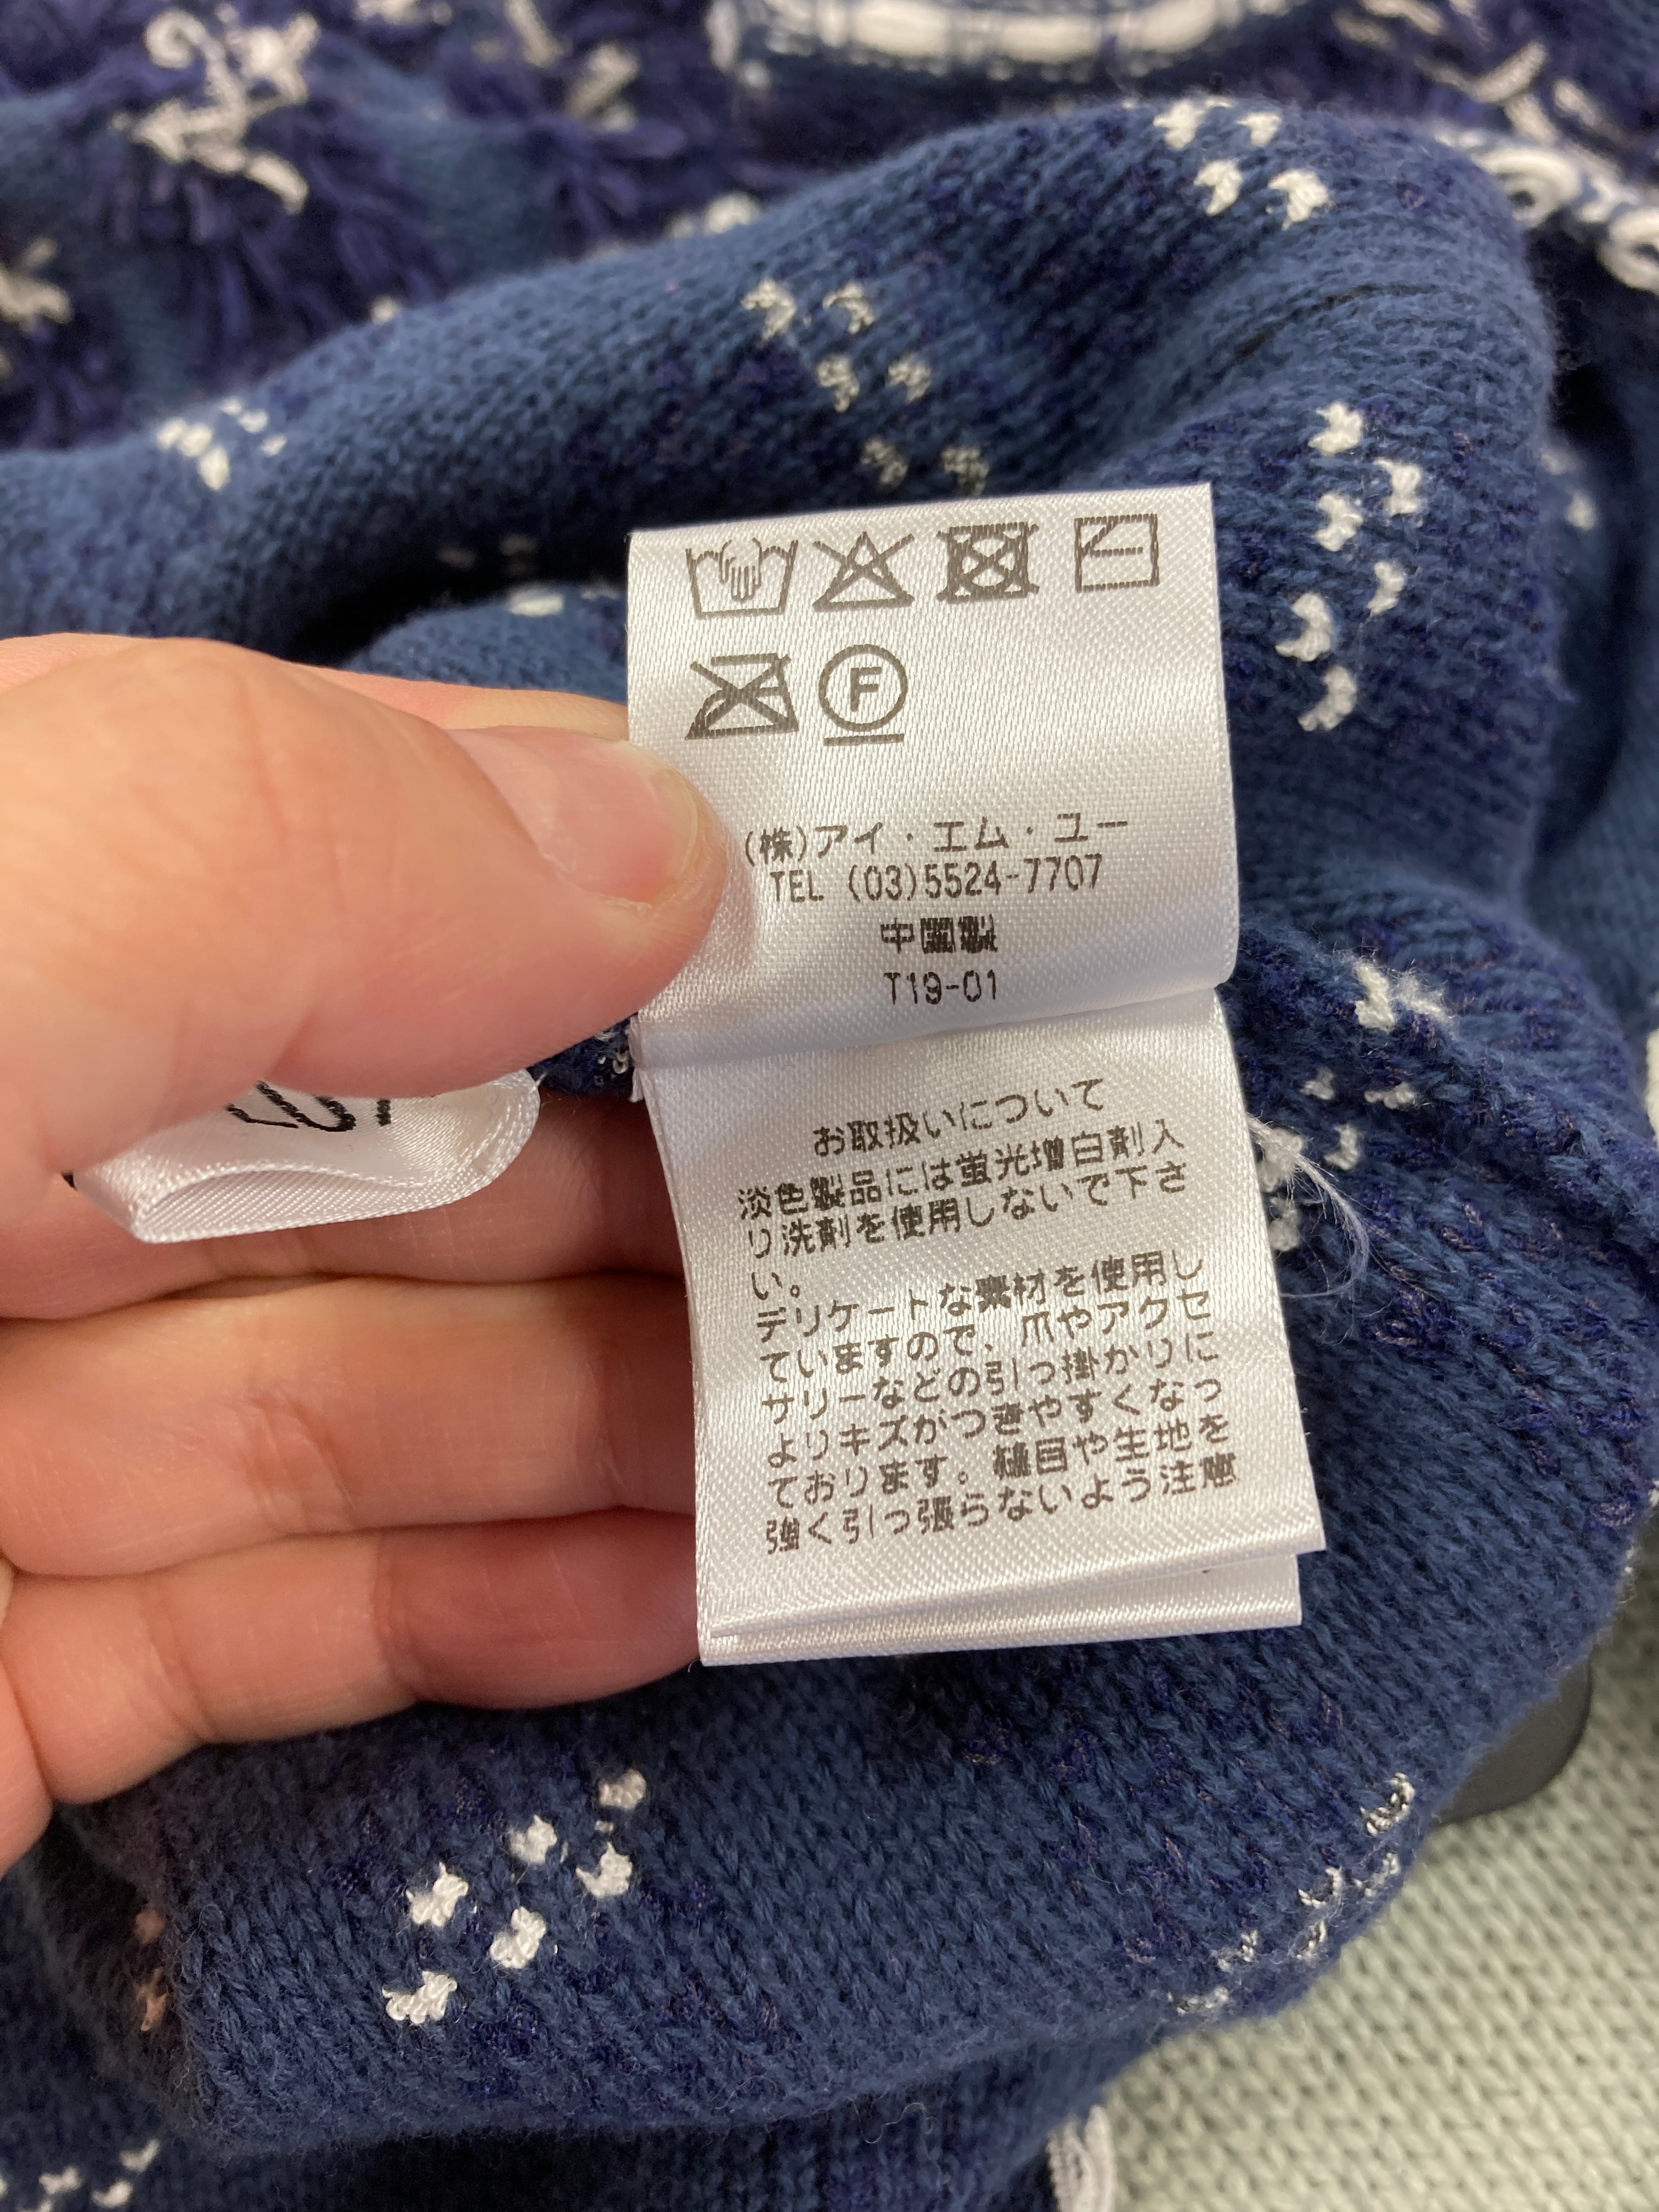 F
(株)アイ・エム・ユー
TEL (03)5524-7707
中国製
T19-01
お取扱いについて
淡色製品には蛍光増白剤入
り洗剤を使用しないで下さ
い。
デリケートな素材を使用し
ていますので、爪やアクセ
サリーなどの引っ掛かりに
よりキズがつきやすくなっ
ております。縫目や生地を
強く引っ張らないよう注意